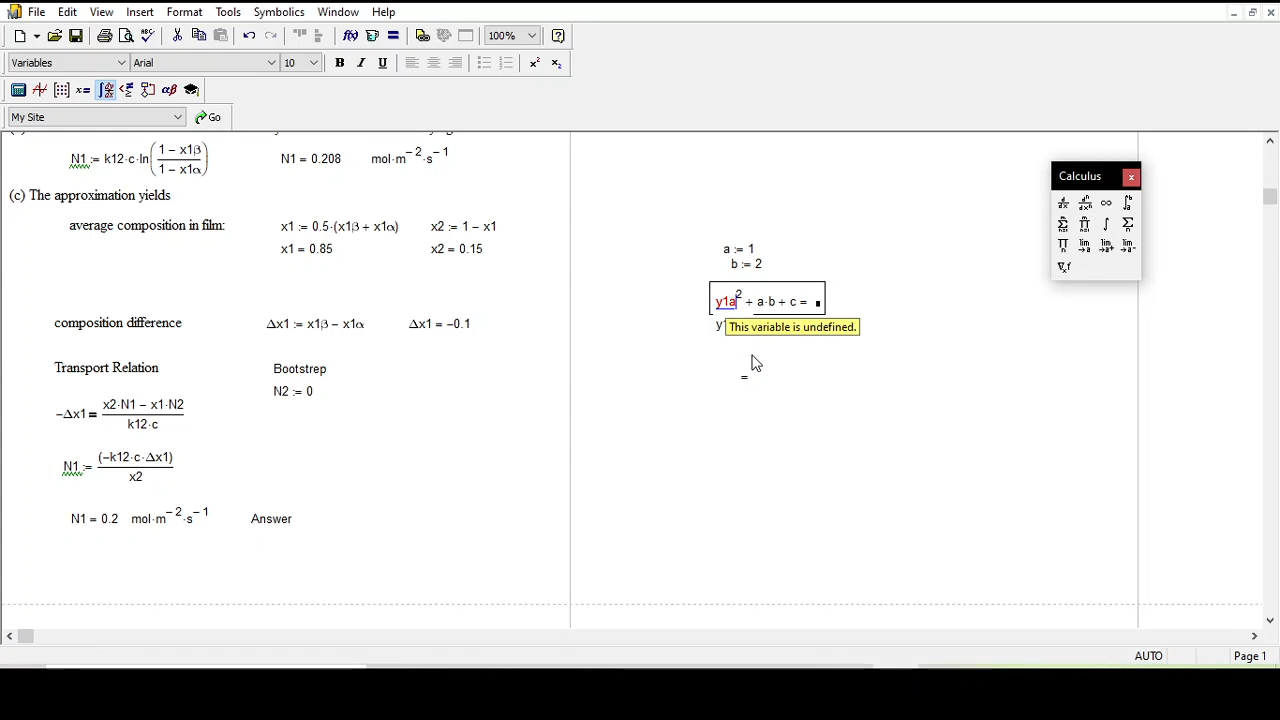 File Edit View Insert Format Tools Symbols Window Help
100%
Variables Arial 10 B I U
My Site Go
N1 := k12·c·ln((1 − x1β)/(1 − x1α)) N1 = 0.208 mol·m⁻²·s⁻¹
(c) The approximation yields
average composition in film: x1 := 0.5·(x1β + x1α) x2 := 1 − x1
x1 = 0.85 x2 = 0.15
composition difference Δx1 := x1β − x1α Δx1 = −0.1
Transport Relation Bootstrep
N2 := 0
−Δx1 = (x2·N1 − x1·N2)/(k12·c)
N1 := (−k12·c·Δx1)/x2
N1 = 0.2 mol·m⁻²·s⁻¹ Answer
a := 1
b := 2
y1a² + a·b + c =
This variable is undefined.
=
Calculus
AUTO Page 1